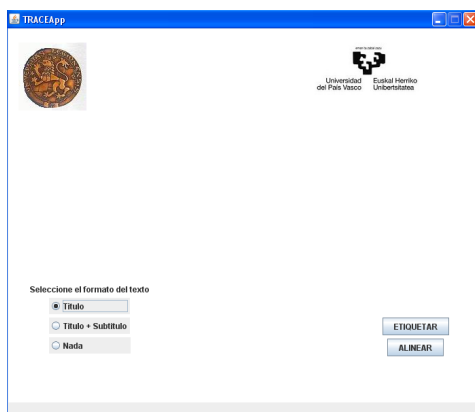 TRACEApp
Universidad del País Vasco
Euskal Herriko Unibertsitatea
Seleccione el formato del texto
Titulo
Titulo + Subtitulo
Nada
ETIQUETAR
ALINEAR